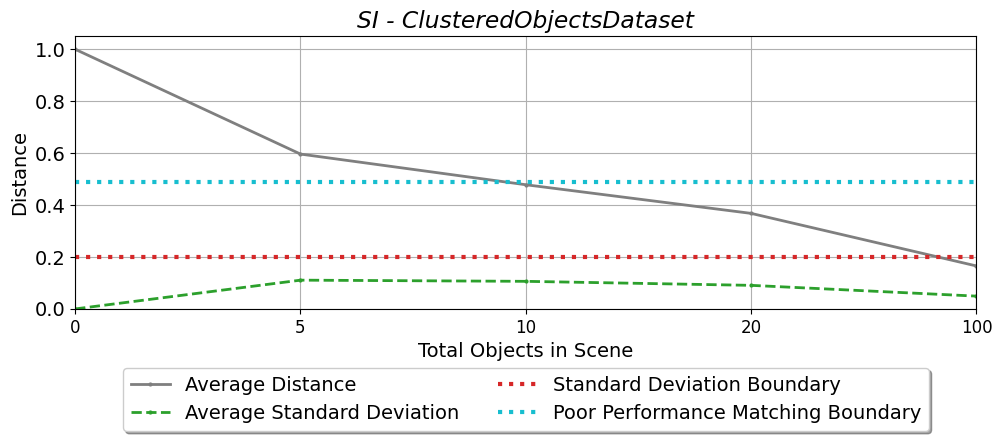 SI - ClusteredObjectsDataset
1.0
0.8
0.6
0.4
0.2
0.0
Distance
0 5 10 20 100
Total Objects in Scene
Average Distance
Average Standard Deviation
Standard Deviation Boundary
Poor Performance Matching Boundary